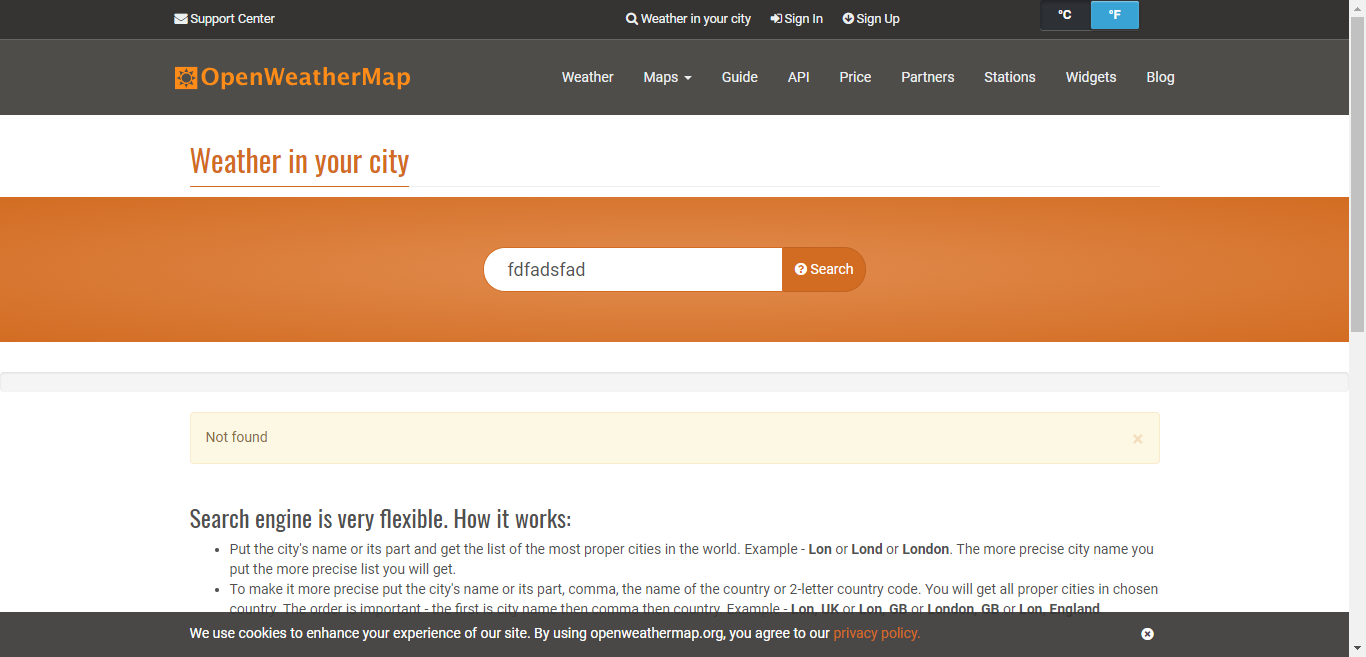 Support Center
Weather in your city
Sign In
Sign Up
°C
°F
OpenWeatherMap
Weather
Maps
Guide
API
Price
Partners
Stations
Widgets
Blog
Weather in your city
fdfadsfad
Search
Not found
×
Search engine is very flexible. How it works:
Put the city's name or its part and get the list of the most proper cities in the world. Example - Lon or Lond or London. The more precise city name you
put the more precise list you will get.
To make it more precise put the city's name or its part, comma, the name of the country or 2-letter country code. You will get all proper cities in chosen
country. The order is important - the first is city name then comma then country. Example - Lon, UK or Lon, GB or London, GB or Lon, England
We use cookies to enhance your experience of our site. By using openweathermap.org, you agree to our privacy policy.